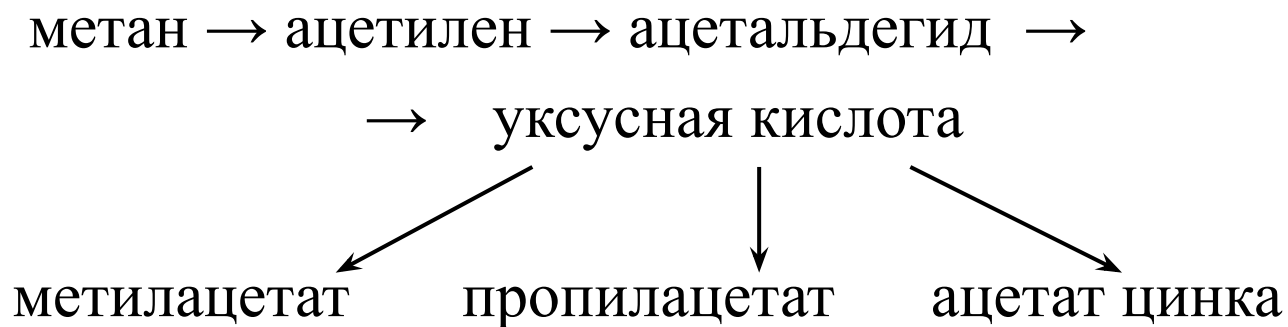 метан → ацетилен → ацетальдегид →
→ уксусная кислота
метилацетат пропилацетат ацетат цинка